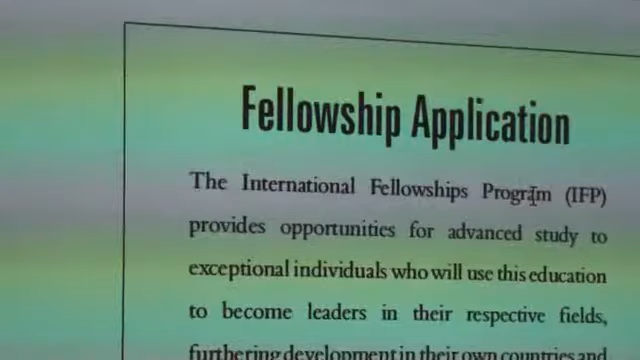 Fellowship Application
The International Fellowships Program (IFP)
provides opportunities for advanced study to
exceptional individuals who will use this education
to become leaders in their respective fields,
furthering development in their own countries and